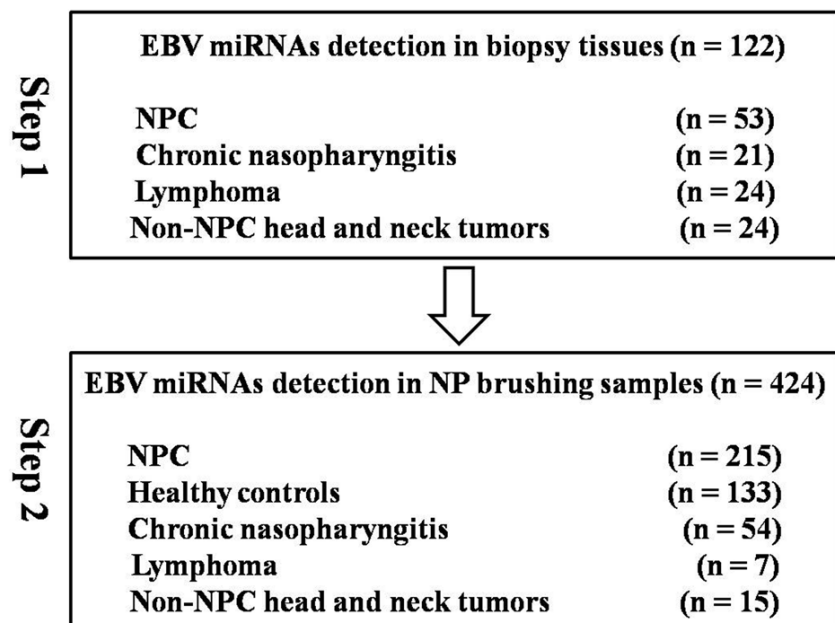 Step 1
EBV miRNAs detection in biopsy tissues (n = 122)
NPC (n = 53)
Chronic nasopharyngitis (n = 21)
Lymphoma (n = 24)
Non-NPC head and neck tumors (n = 24)
Step 2
EBV miRNAs detection in NP brushing samples (n = 424)
NPC (n = 215)
Healthy controls (n = 133)
Chronic nasopharyngitis (n = 54)
Lymphoma (n = 7)
Non-NPC head and neck tumors (n = 15)